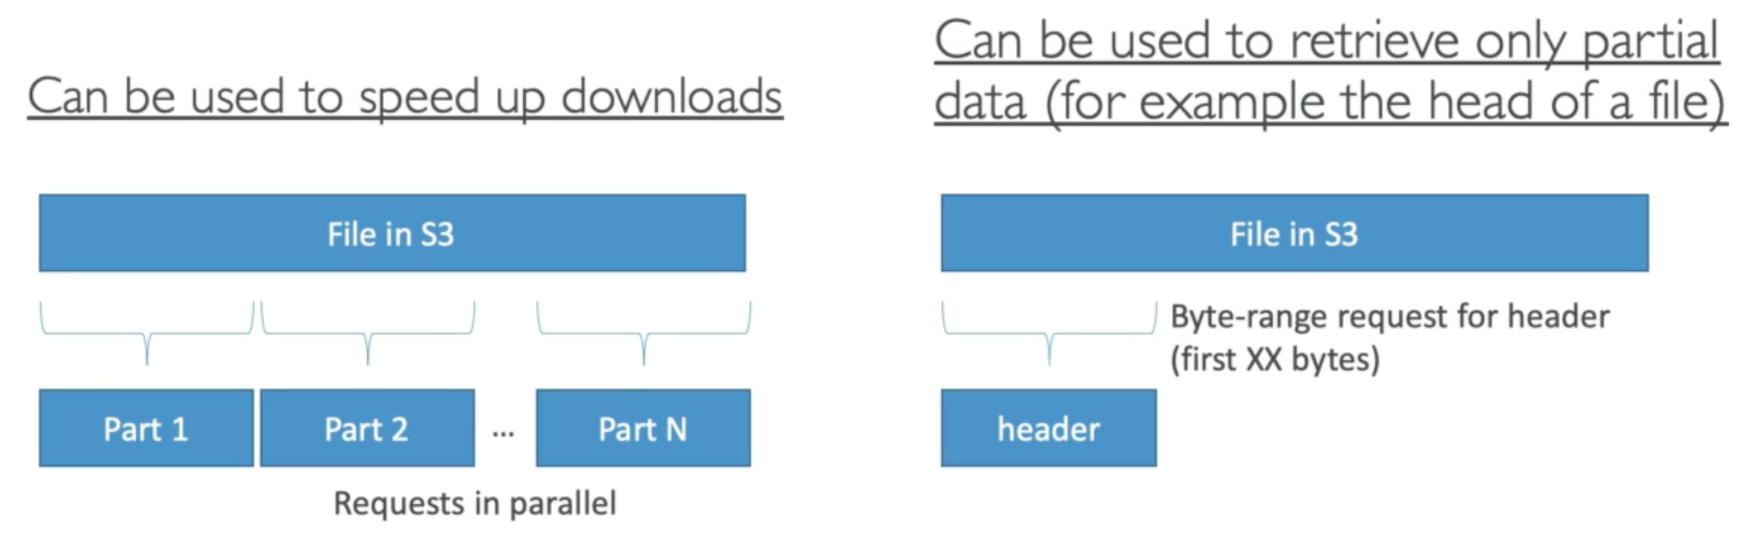 Can be used to speed up downloads
File in S3
Part 1
Part 2
...
Part N
Requests in parallel
Can be used to retrieve only partial
data (for example the head of a file)
File in S3
Byte-range request for header
(first XX bytes)
header